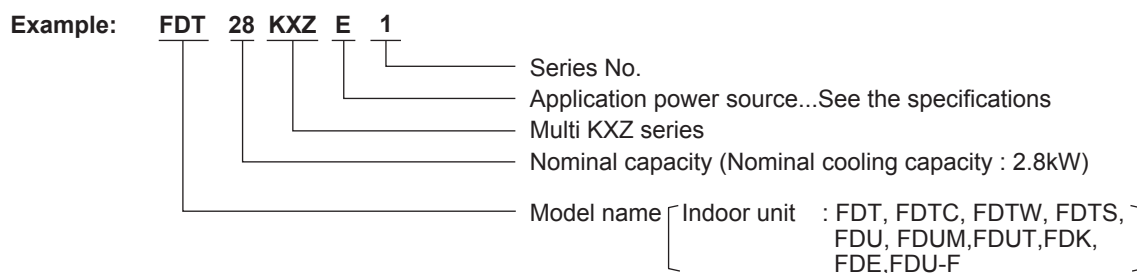 Example: FDT 28 KXZ E 1
Series No.
Application power source...See the specifications
Multi KXZ series
Nominal capacity (Nominal cooling capacity : 2.8kW)
Model name Indoor unit : FDT, FDTC, FDTW, FDTS,
FDU, FDUM,FDUT,FDK,
FDE,FDU-F